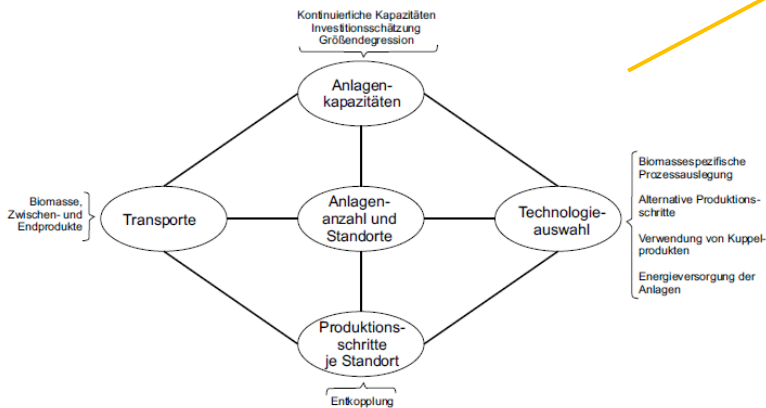 Kontinuierliche Kapazitäten
Investitionsschätzung
Größendegression
Anlagen-
kapazitäten
Biomasse,
Zwischen- und
Endprodukte
Transporte
Anlagen-
anzahl und
Standorte
Technologie-
auswahl
Biomassespezifische
Prozessauslegung
Alternative Produktions-
schritte
Verwendung von Kuppel-
produkten
Energieversorgung der
Anlagen
Produktions-
schritte
je Standort
Entkopplung